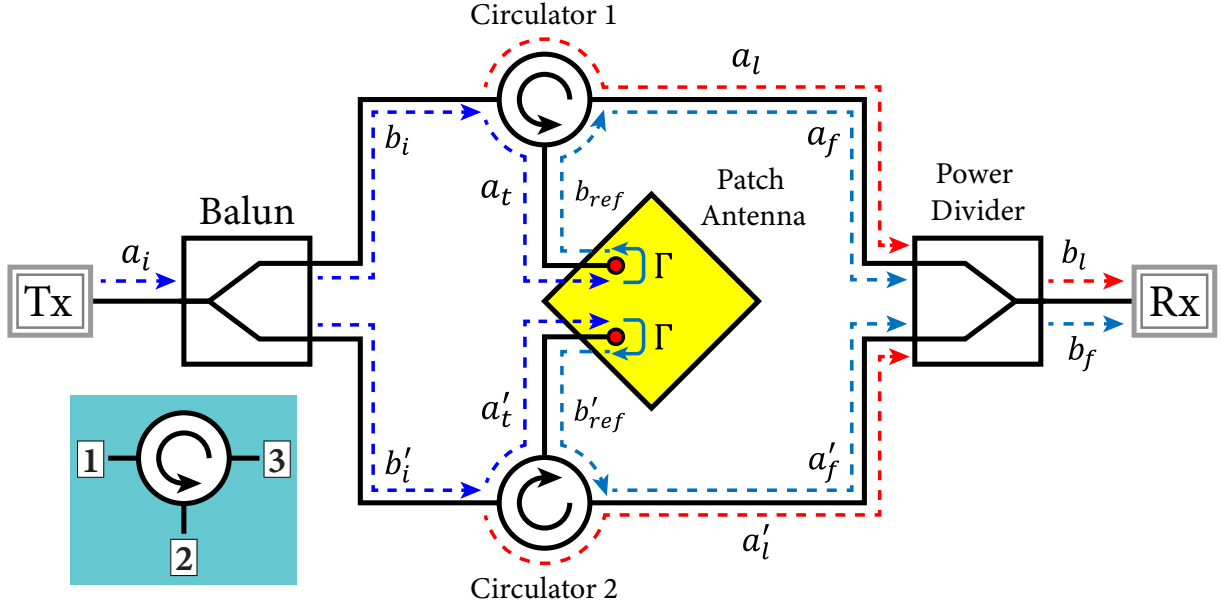 Circulator 1
a_l
b_i
a_f
a_t
b_ref
Patch
Antenna
Power
Divider
Balun
a_i
Γ
b_l
Tx
Rx
Γ
b_f
a'_t
b'_ref
b'_i
a'_f
1
3
2
a'_l
Circulator 2